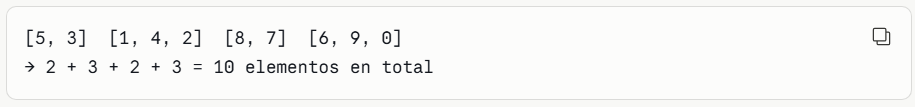 [5, 3]  [1, 4, 2]  [8, 7]  [6, 9, 0]
→ 2 + 3 + 2 + 3 = 10 elementos en total